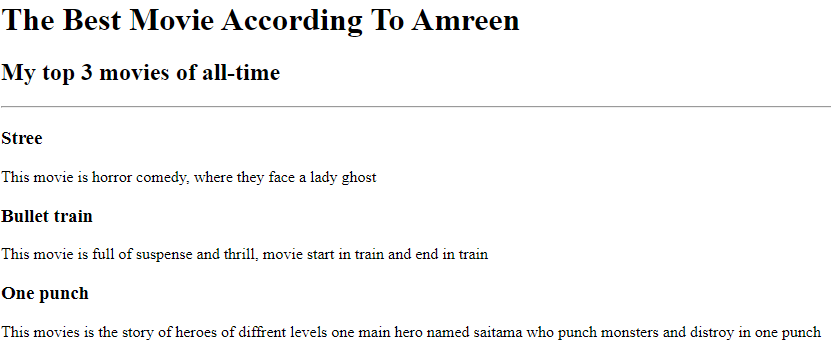 The Best Movie According To Amreen
My top 3 movies of all-time
Stree
This movie is horror comedy, where they face a lady ghost
Bullet train
This movie is full of suspense and thrill, movie start in train and end in train
One punch
This movies is the story of heroes of diffrent levels one main hero named saitama who punch monsters and distroy in one punch